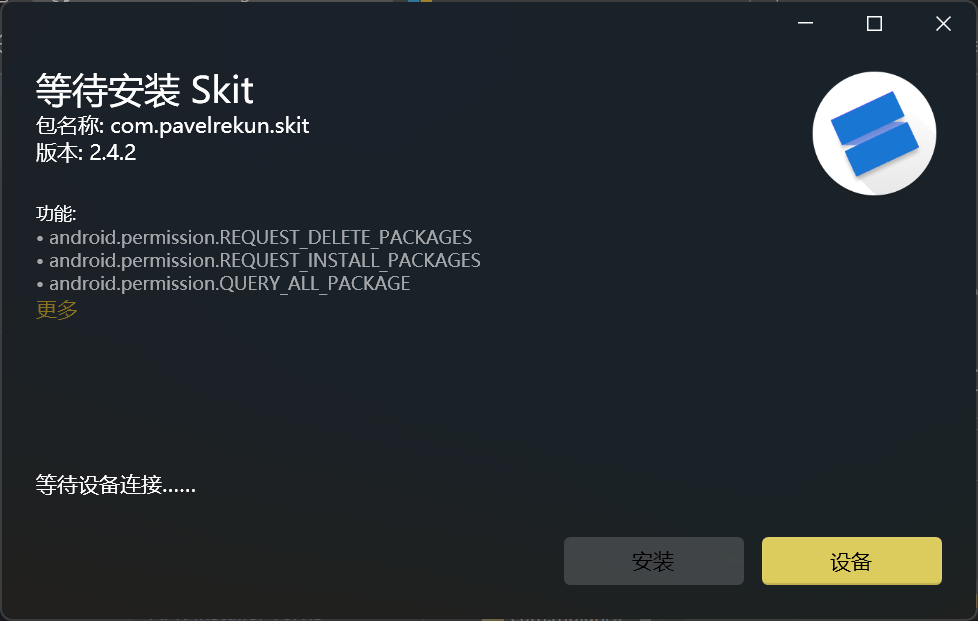 等待安装 Skit
包名称: com.pavelrekun.skit
版本: 2.4.2
功能:
• android.permission.REQUEST_DELETE_PACKAGES
• android.permission.REQUEST_INSTALL_PACKAGES
• android.permission.QUERY_ALL_PACKAGE
更多
等待设备连接......
安装
设备